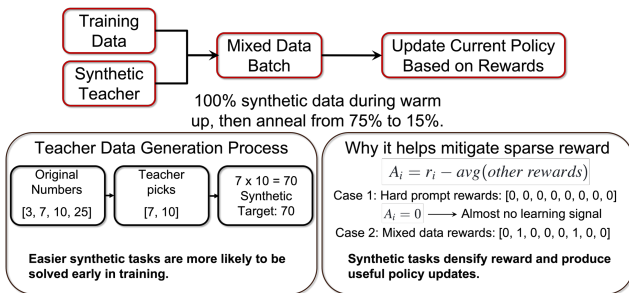 Training
Data
Synthetic
Teacher
Mixed Data
Batch
Update Current Policy
Based on Rewards
100% synthetic data during warm
up, then anneal from 75% to 15%.
Teacher Data Generation Process
Original
Numbers
[3, 7, 10, 25]
Teacher
picks
[7, 10]
7 x 10 = 70
Synthetic
Target: 70
Easier synthetic tasks are more likely to be
solved early in training.
Why it helps mitigate sparse reward
A_i = r_i − avg(other rewards)
Case 1: Hard prompt rewards: [0, 0, 0, 0, 0, 0, 0, 0]
A_i = 0 → Almost no learning signal
Case 2: Mixed data rewards: [0, 1, 0, 0, 0, 1, 0, 0]
Synthetic tasks densify reward and produce
useful policy updates.